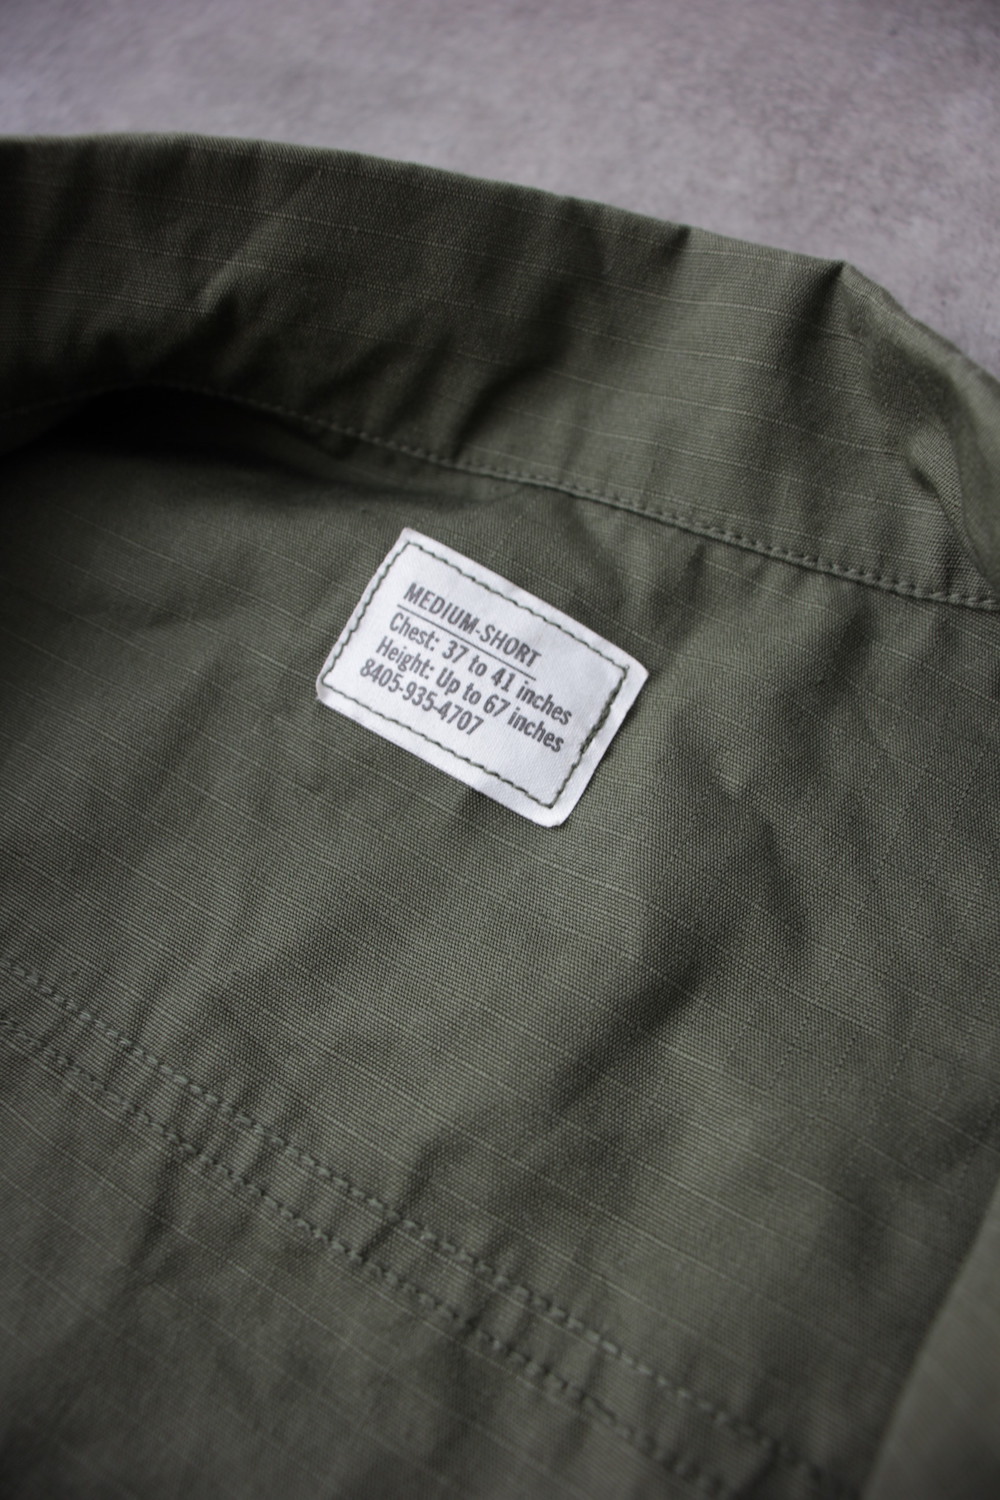 MEDIUM-SHORT
Chest: 37 to 41 inches
Height: Up to 67 inches
8405-935-4707